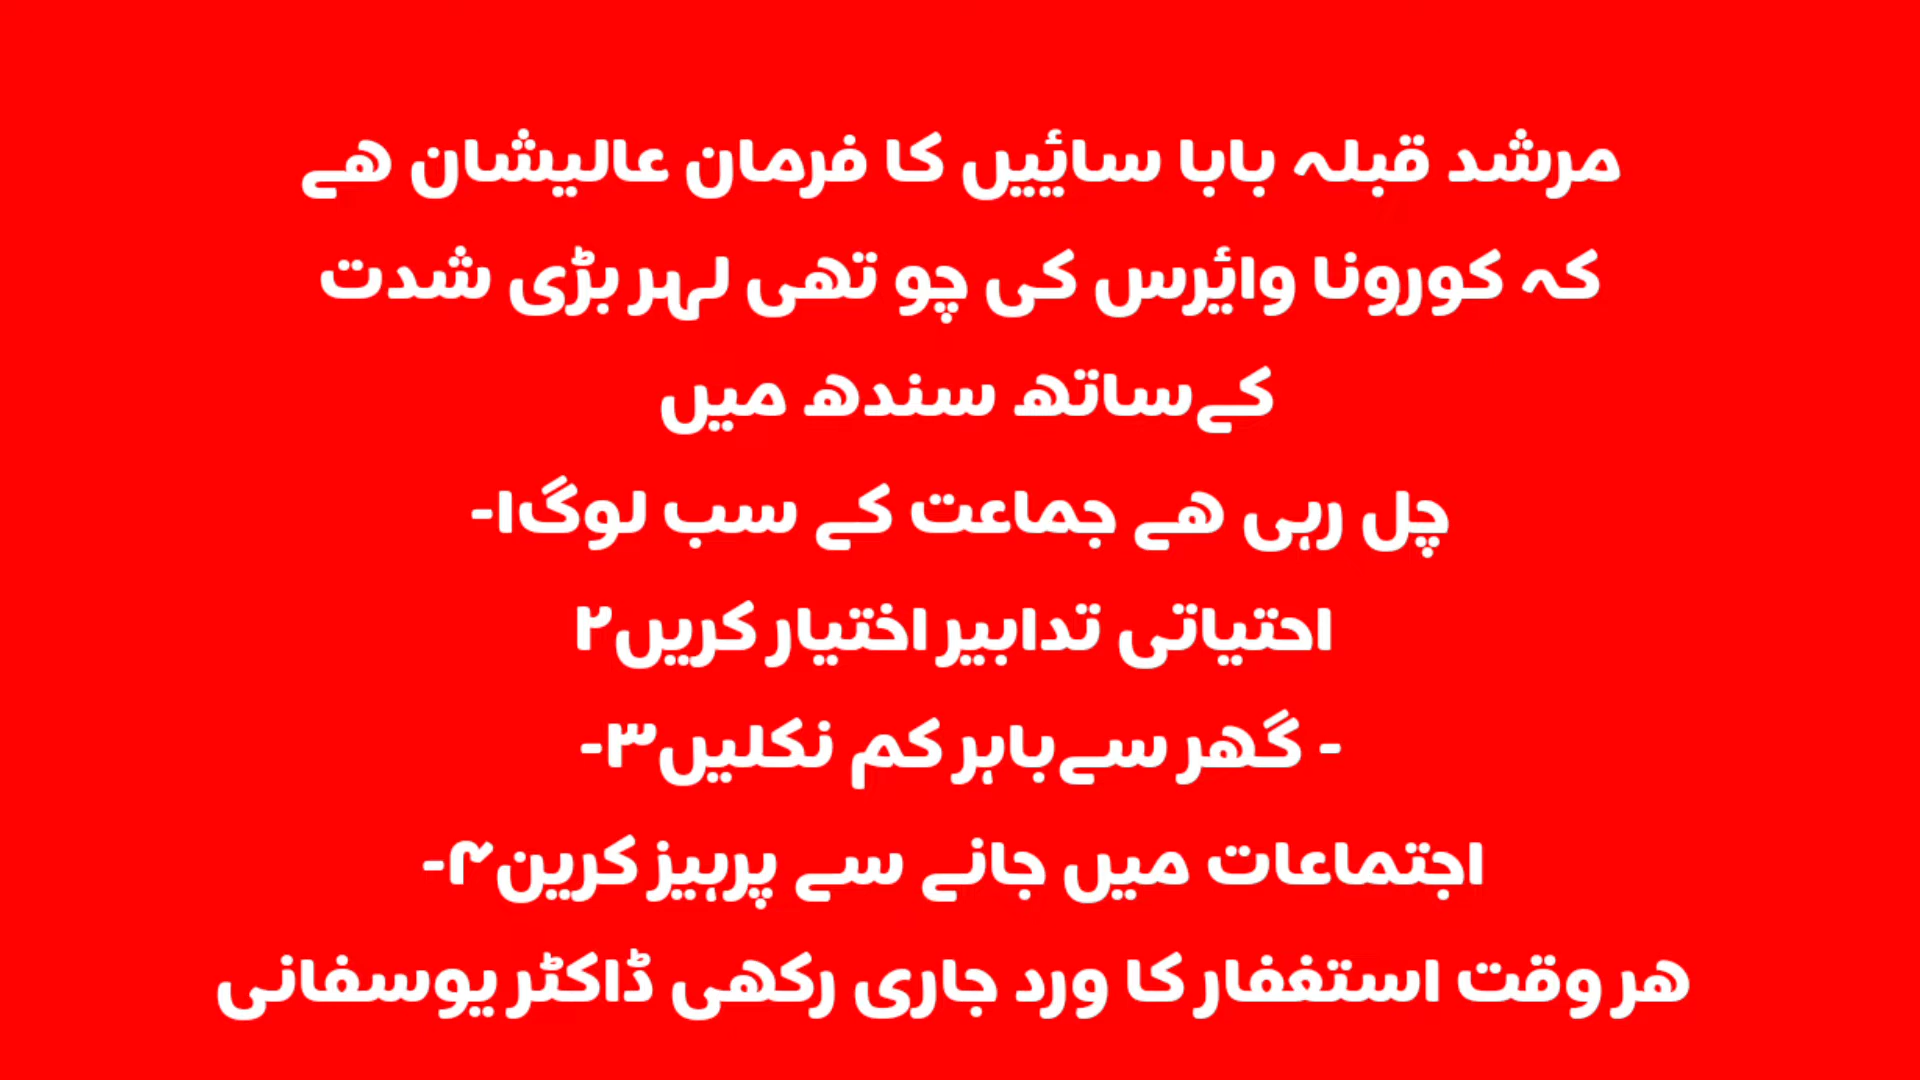 مرشد قبلہ بابا سائیں کا فرمان عالیشان ھے
کہ کورونا وائرس کی چو تھی لہر بڑی شدت
کےساتھ سندھ میں
چل رہی ھے جماعت کے سب لوگ۱-
احتیاتی تدابیر اختیار کریں۲
- گھر سےباہر کم نکلیں۳-
اجتماعات میں جانے سے پرہیز کرین۴-
ھر وقت استغفار کا ورد جاری رکھی ڈاکٹر یوسفانی